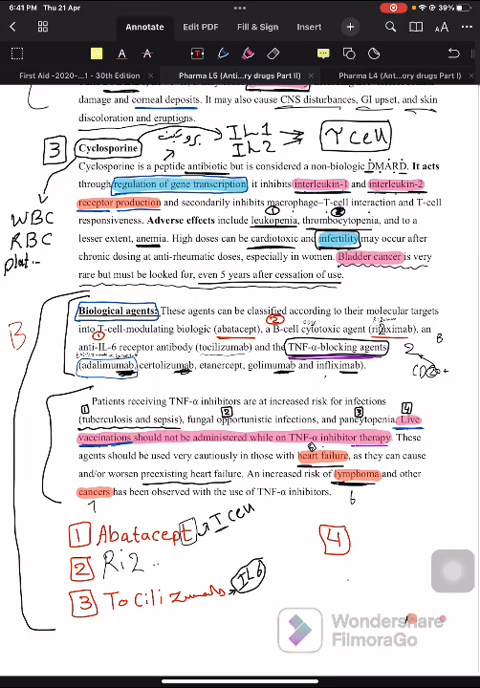 6:41 PM Thu 21 Apr
39%
Annotate Edit PDF Fill & Sign Insert
First Aid -2020-...1 - 30th Edition × Pharma L5 (Anti...ory drugs Part II) × Pharma L4 (Anti...ory drugs Part I) ×
damage and corneal deposits. It may also cause CNS disturbances, GI upset, and skin
discoloration and eruptions.
IL1
IL2
T cell
3
Cyclosporine
Cyclosporine is a peptide antibiotic but is considered a non-biologic DMARD. It acts
through regulation of gene transcription, it inhibits interleukin-1 and interleukin-2
receptor production and secondarily inhibits macrophage–T-cell interaction and T-cell
responsiveness. Adverse effects include leukopenia, thrombocytopenia, and to a
lesser extent, anemia. High doses can be cardiotoxic and infertility may occur after
chronic dosing at anti-rheumatic doses, especially in women. Bladder cancer is very
rare but must be looked for, even 5 years after cessation of use.
WBC
RBC
plat..
B
Biological agents: These agents can be classified according to their molecular targets
into T-cell-modulating biologic (abatacept), a B-cell cytotoxic agent (rituximab), an
anti-IL-6 receptor antibody (tocilizumab) and the TNF-α-blocking agents
(adalimumab, certolizumab, etanercept, golimumab and infliximab).
B
2
CD20+
Patients receiving TNF-α inhibitors are at increased risk for infections
(tuberculosis and sepsis), fungal opportunistic infections, and pancytopenia. Live
vaccinations should not be administered while on TNF-α inhibitor therapy. These
agents should be used very cautiously in those with heart failure, as they can cause
and/or worsen preexisting heart failure. An increased risk of lymphoma and other
cancers has been observed with the use of TNF-α inhibitors.
1
2
3
4
7
6
1 Abatacept T cell
2 Ri2 ..
3 Tocilizumab IL6
4
Wondershare
FilmoraGo